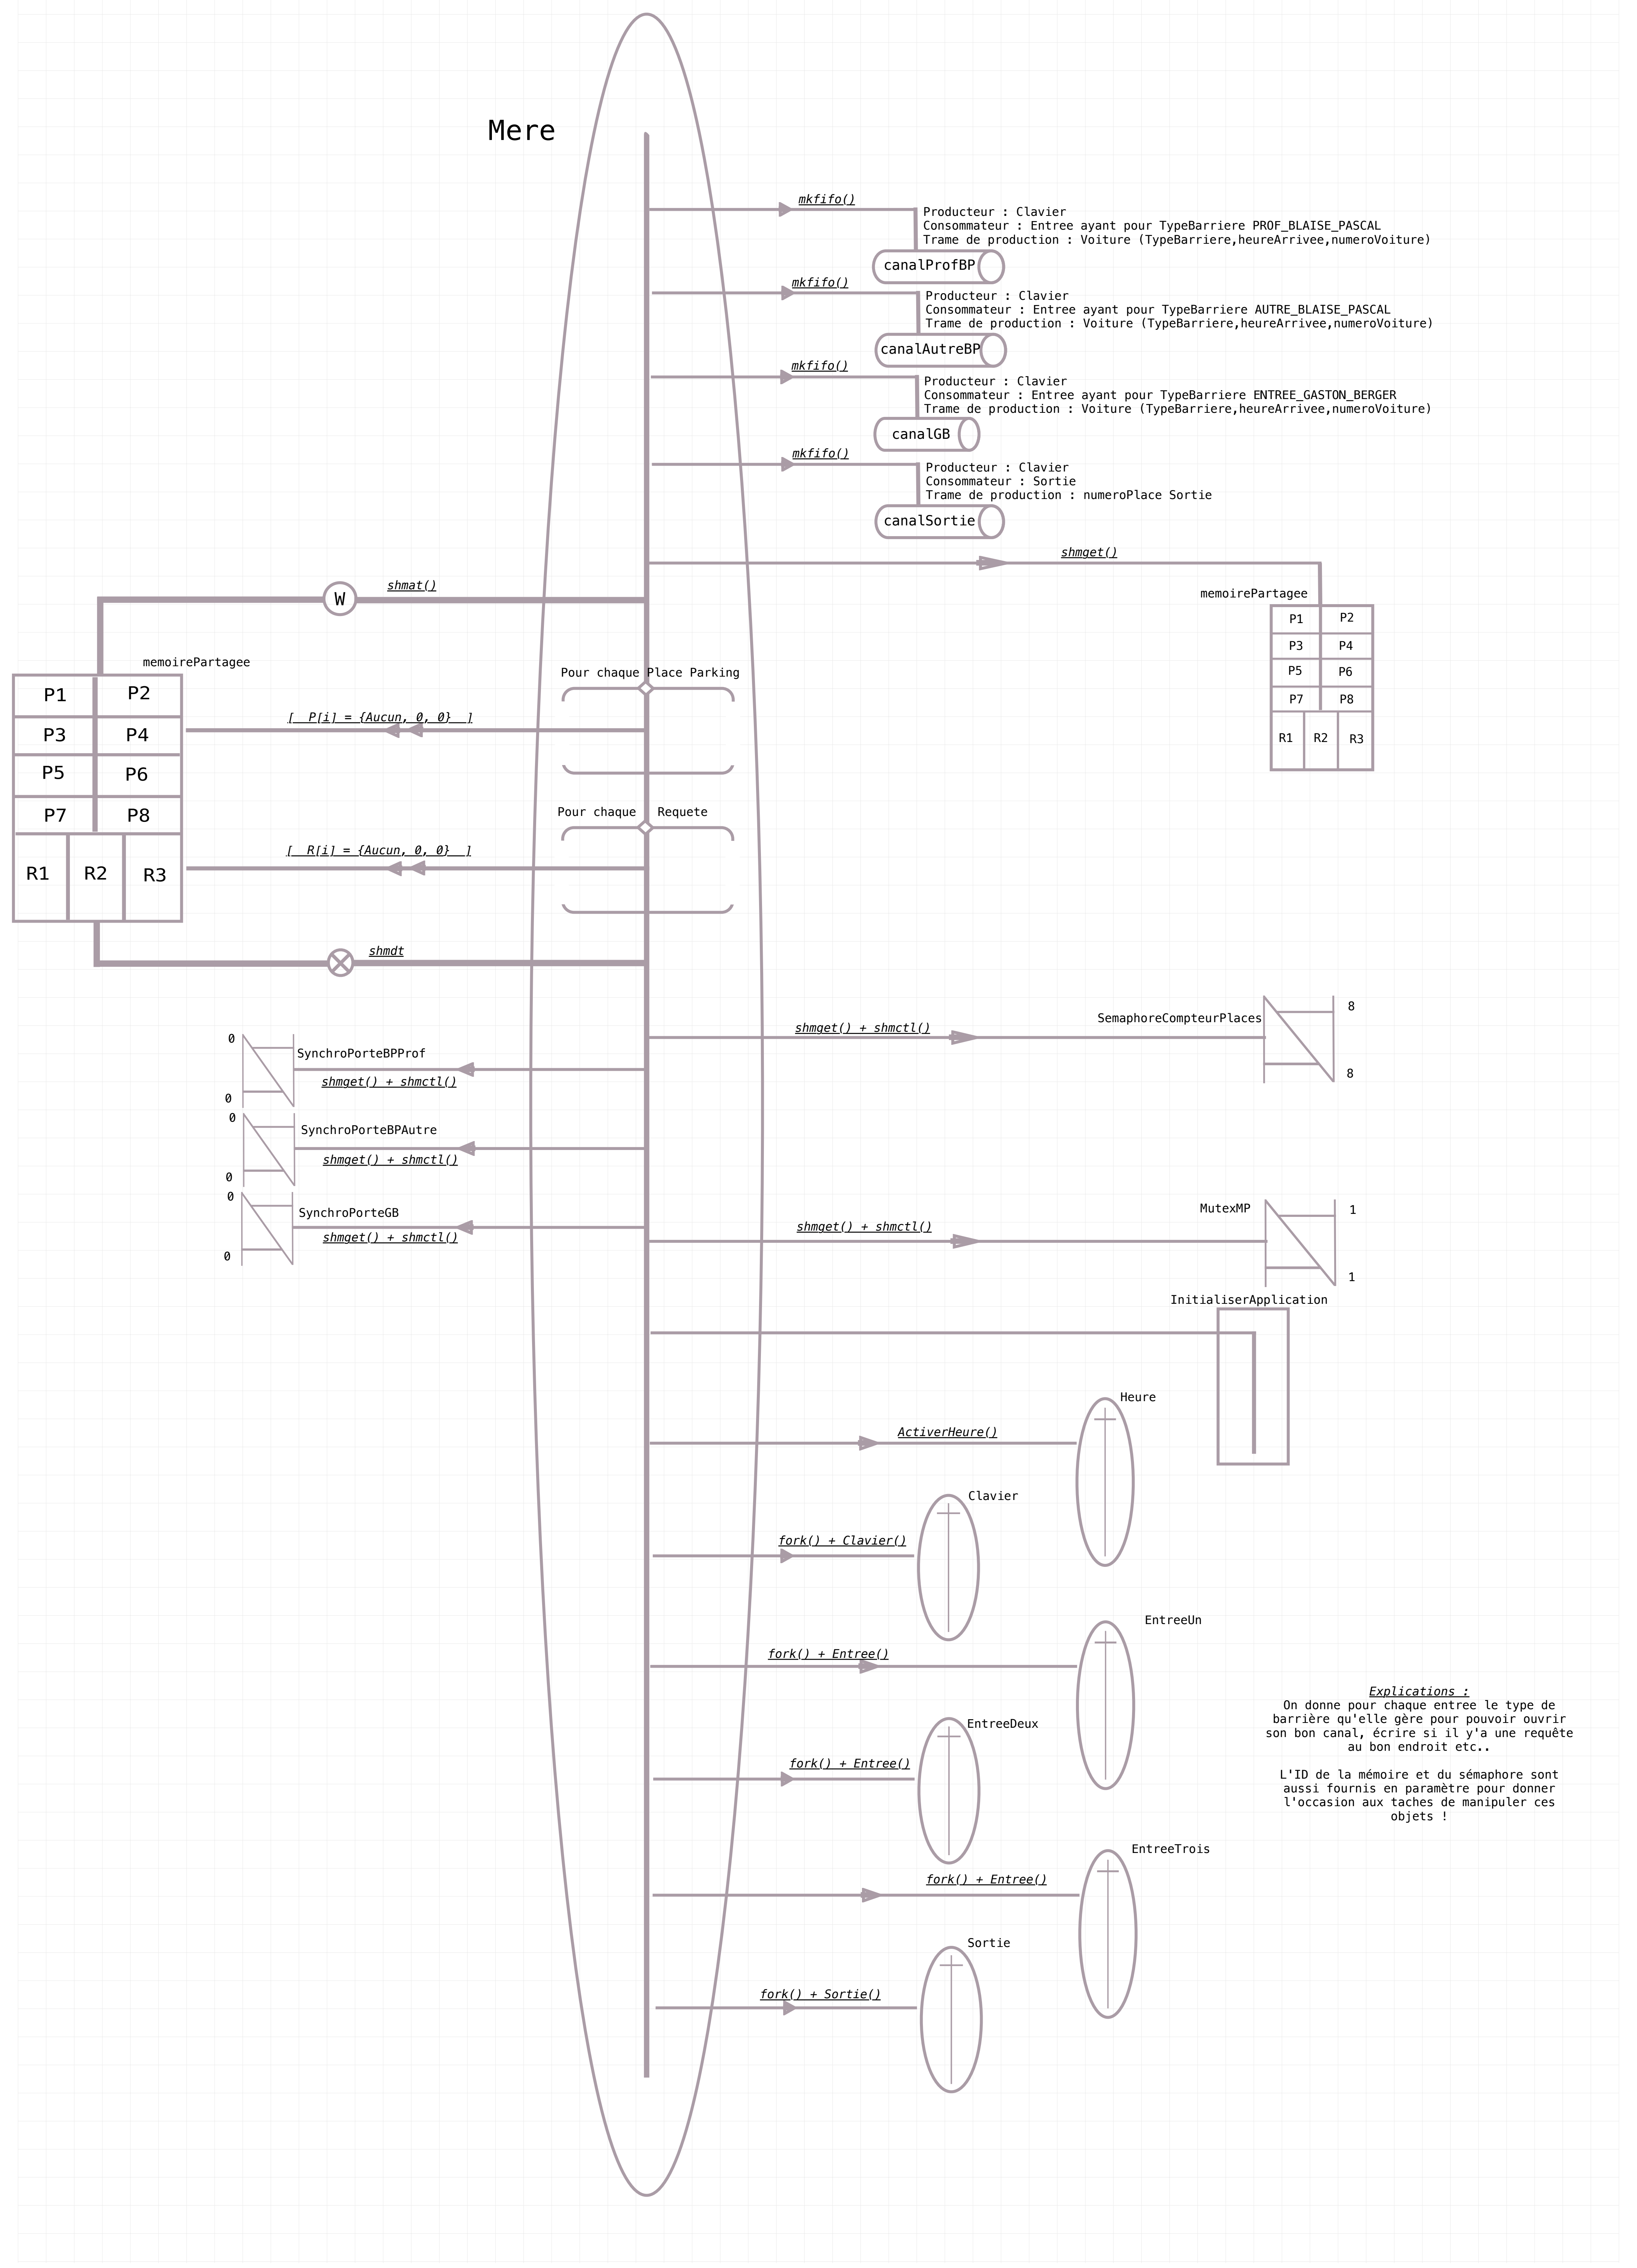 Mere
mkfifo()
Producteur : Clavier
Consommateur : Entree ayant pour TypeBarriere PROF_BLAISE_PASCAL
Trame de production : Voiture (TypeBarriere,heureArrivee,numeroVoiture)
canalProfBP
mkfifo()
Producteur : Clavier
Consommateur : Entree ayant pour TypeBarriere AUTRE_BLAISE_PASCAL
Trame de production : Voiture (TypeBarriere,heureArrivee,numeroVoiture)
canalAutreBP
mkfifo()
Producteur : Clavier
Consommateur : Entree ayant pour TypeBarriere ENTREE_GASTON_BERGER
Trame de production : Voiture (TypeBarriere,heureArrivee,numeroVoiture)
canalGB
mkfifo()
Producteur : Clavier
Consommateur : Sortie
Trame de production : numeroPlace Sortie
canalSortie
shmget()
memoirePartagee
P1 P2
P3 P4
P5 P6
P7 P8
R1 R2 R3
W
shmat()
memoirePartagee
P1 P2
P3 P4
P5 P6
P7 P8
R1 R2 R3
Pour chaque Place Parking
[ P[i] = {Aucun, 0, 0} ]
Pour chaque Requete
[ R[i] = {Aucun, 0, 0} ]
shmdt
SemaphoreCompteurPlaces
shmget() + shmctl()
8
8
0
SynchroPorteBPProf
shmget() + shmctl()
0
0
SynchroPorteBPAutre
shmget() + shmctl()
0
0
SynchroPorteGB
shmget() + shmctl()
0
MutexMP
shmget() + shmctl()
1
1
InitialiserApplication
Heure
ActiverHeure()
Clavier
fork() + Clavier()
EntreeUn
fork() + Entree()
EntreeDeux
fork() + Entree()
Explications :
On donne pour chaque entree le type de
barrière qu'elle gère pour pouvoir ouvrir
son bon canal, écrire si il y'a une requête
au bon endroit etc..
L'ID de la mémoire et du sémaphore sont
aussi fournis en paramètre pour donner
l'occasion aux taches de manipuler ces
objets !
EntreeTrois
fork() + Entree()
Sortie
fork() + Sortie()